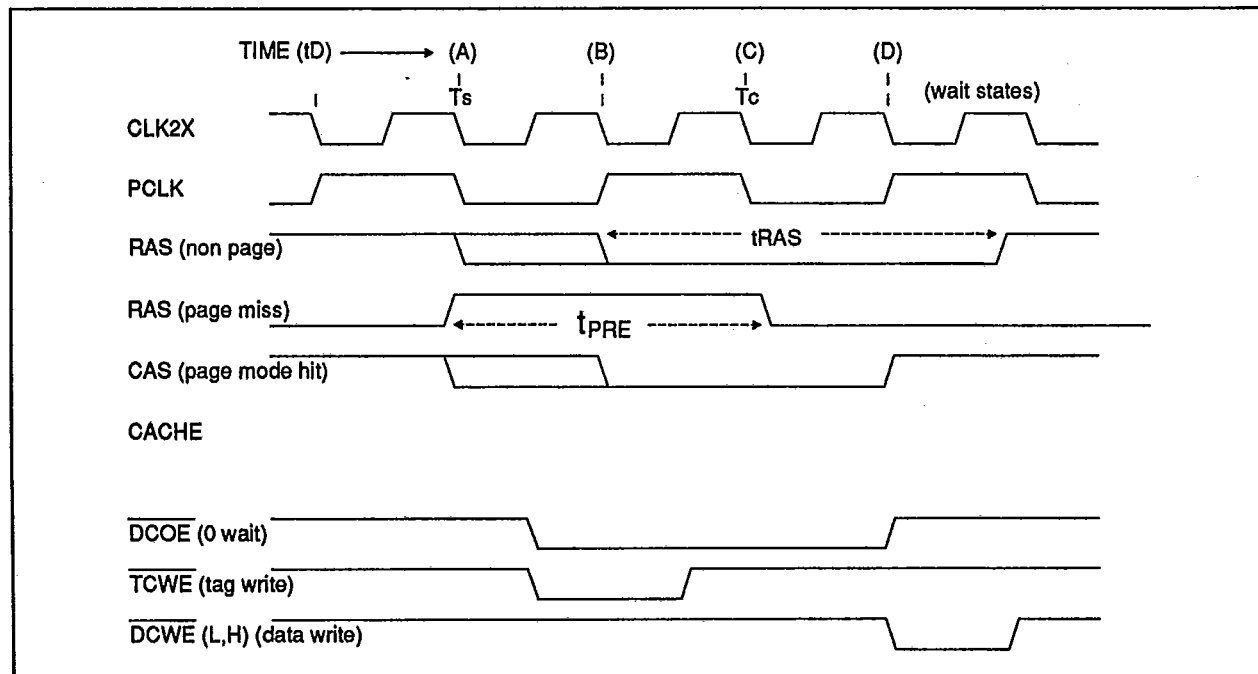 TIME (tD) (A) (B) (C) (D)
Ts Tc (wait states)
CLK2X
PCLK
RAS (non page) tRAS
RAS (page miss) tPRE
CAS (page mode hit)
CACHE
DCOE (0 wait)
TCWE (tag write)
DCWE (L,H) (data write)